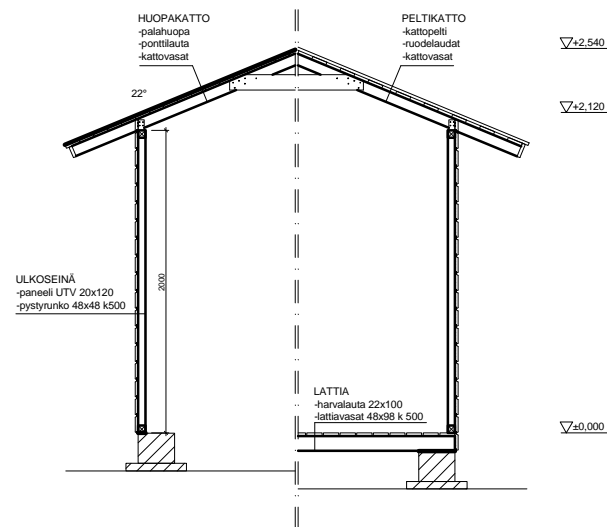 HUOPAKATTO
-palahuopa
-ponttilauta
-kattovasat
PELTIKATTO
-kattopelti
-ruodelaudat
-kattovasat
+2,540
22°
+2,120
2000
ULKOSEINÄ
-paneeli UTV 20x120
-pystyrunko 48x48 k500
LATTIA
-harvalauta 22x100
-lattiavasat 48x98 k 500
±0,000